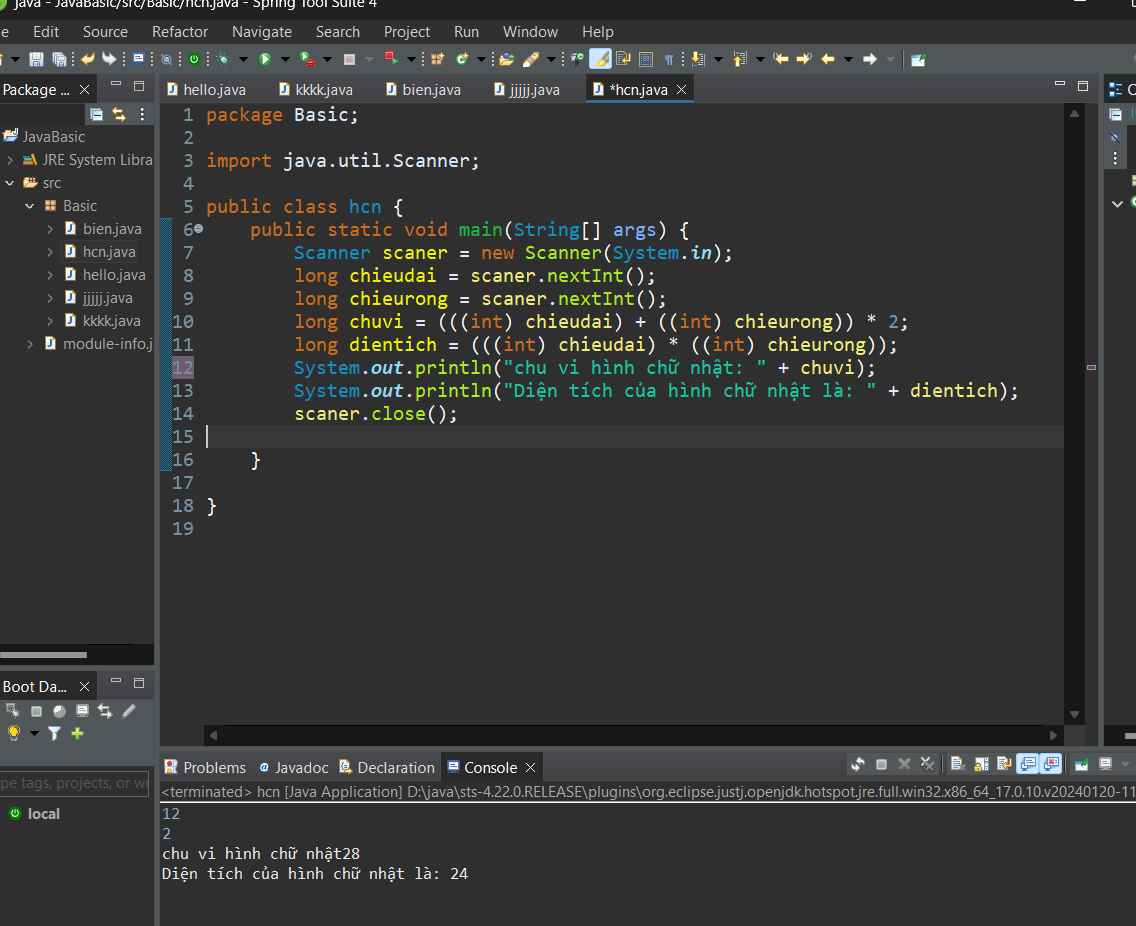 java - JavaBasic/src/Basic/hcn.java - Spring Tool Suite 4
e Edit Source Refactor Navigate Search Project Run Window Help
Package ...
hello.java kkkk.java bien.java jjjjj.java *hcn.java
JavaBasic
JRE System Libra
src
Basic
bien.java
hcn.java
hello.java
jjjjj.java
kkkk.java
module-info.j
1 package Basic;
2
3 import java.util.Scanner;
4
5 public class hcn {
6 public static void main(String[] args) {
7 Scanner scaner = new Scanner(System.in);
8 long chieudai = scaner.nextInt();
9 long chieurong = scaner.nextInt();
10 long chuvi = (((int) chieudai) + ((int) chieurong)) * 2;
11 long dientich = (((int) chieudai) * ((int) chieurong));
12 System.out.println("chu vi hình chữ nhật: " + chuvi);
13 System.out.println("Diện tích của hình chữ nhật là: " + dientich);
14 scaner.close();
15
16 }
17
18 }
19
Boot Da...
pe tags, projects, or wo
local
Problems Javadoc Declaration Console
<terminated> hcn [Java Application] D:\java\sts-4.22.0.RELEASE\plugins\org.eclipse.justj.openjdk.hotspot.jre.full.win32.x86_64_17.0.10.v20240120-11
12
2
chu vi hình chữ nhật28
Diện tích của hình chữ nhật là: 24